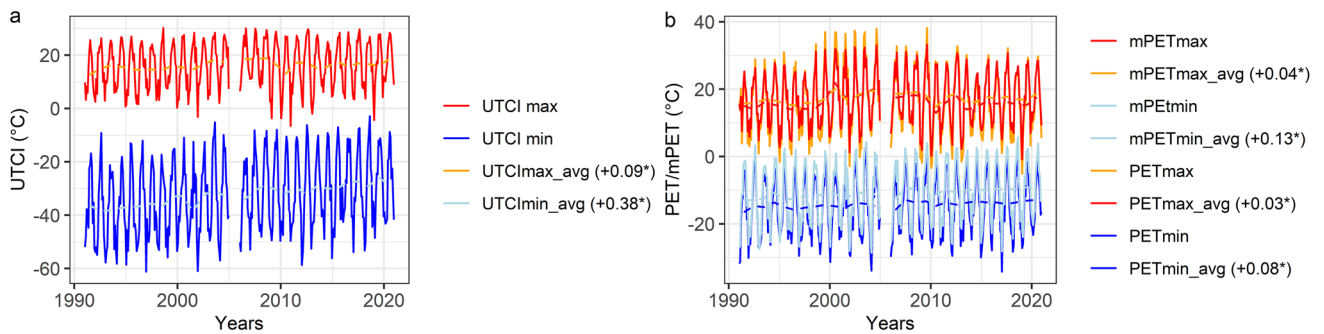 a
UTCI (°C)
20
0
-20
-40
-60
1990
2000
2010
2020
Years
UTCI max
UTCI min
UTCImax_avg (+0.09*)
UTCImin_avg (+0.38*)
b
PET/mPET (°C)
40
20
0
-20
1990
2000
2010
2020
Years
mPETmax
mPETmax_avg (+0.04*)
mPEtmin
mPETmin_avg (+0.13*)
PETmax
PETmax_avg (+0.03*)
PETmin
PETmin_avg (+0.08*)